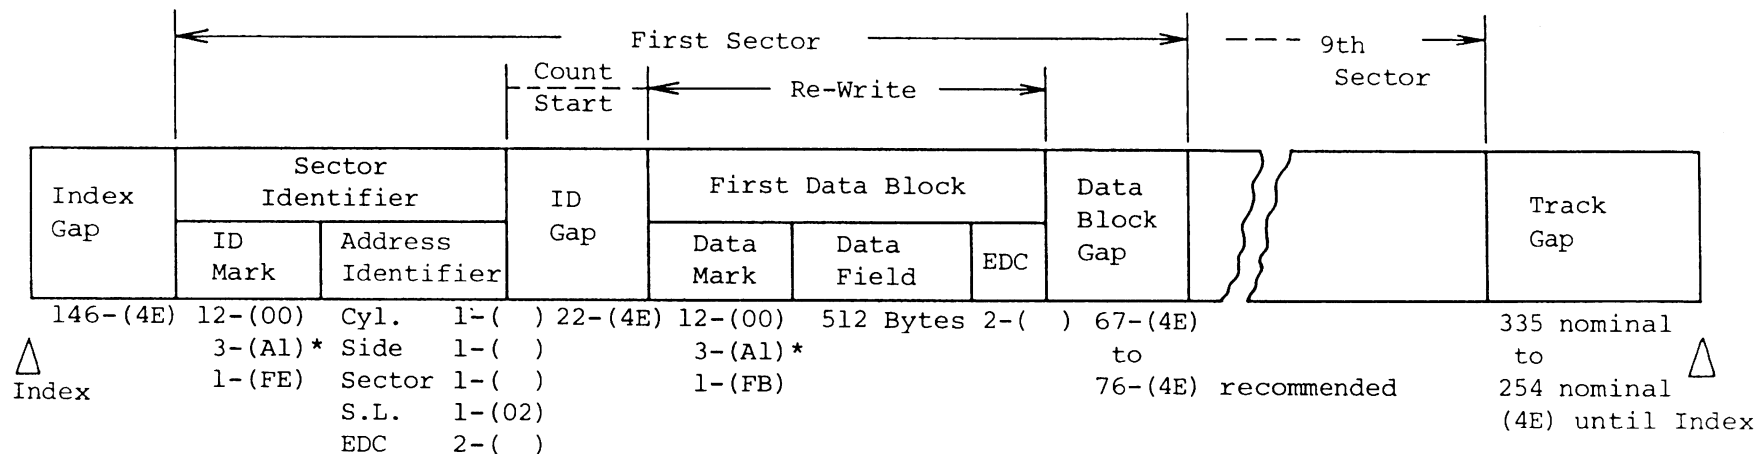 First Sector
9th
Sector
Count
Start
Re-Write
Index
Gap
Sector
Identifier
ID
Mark
Address
Identifier
ID
Gap
First Data Block
Data
Mark
Data
Field
EDC
Data
Block
Gap
Track
Gap
146-(4E) 12-(00) Cyl. 1-( ) 22-(4E) 12-(00) 512 Bytes 2-( ) 67-(4E) 335 nominal
3-(A1)* Side 1-( ) 3-(A1)* to to
Index 1-(FE) Sector 1-( ) 1-(FB) 76-(4E) recommended 254 nominal
S.L. 1-(02) (4E) until Index
EDC 2-( )